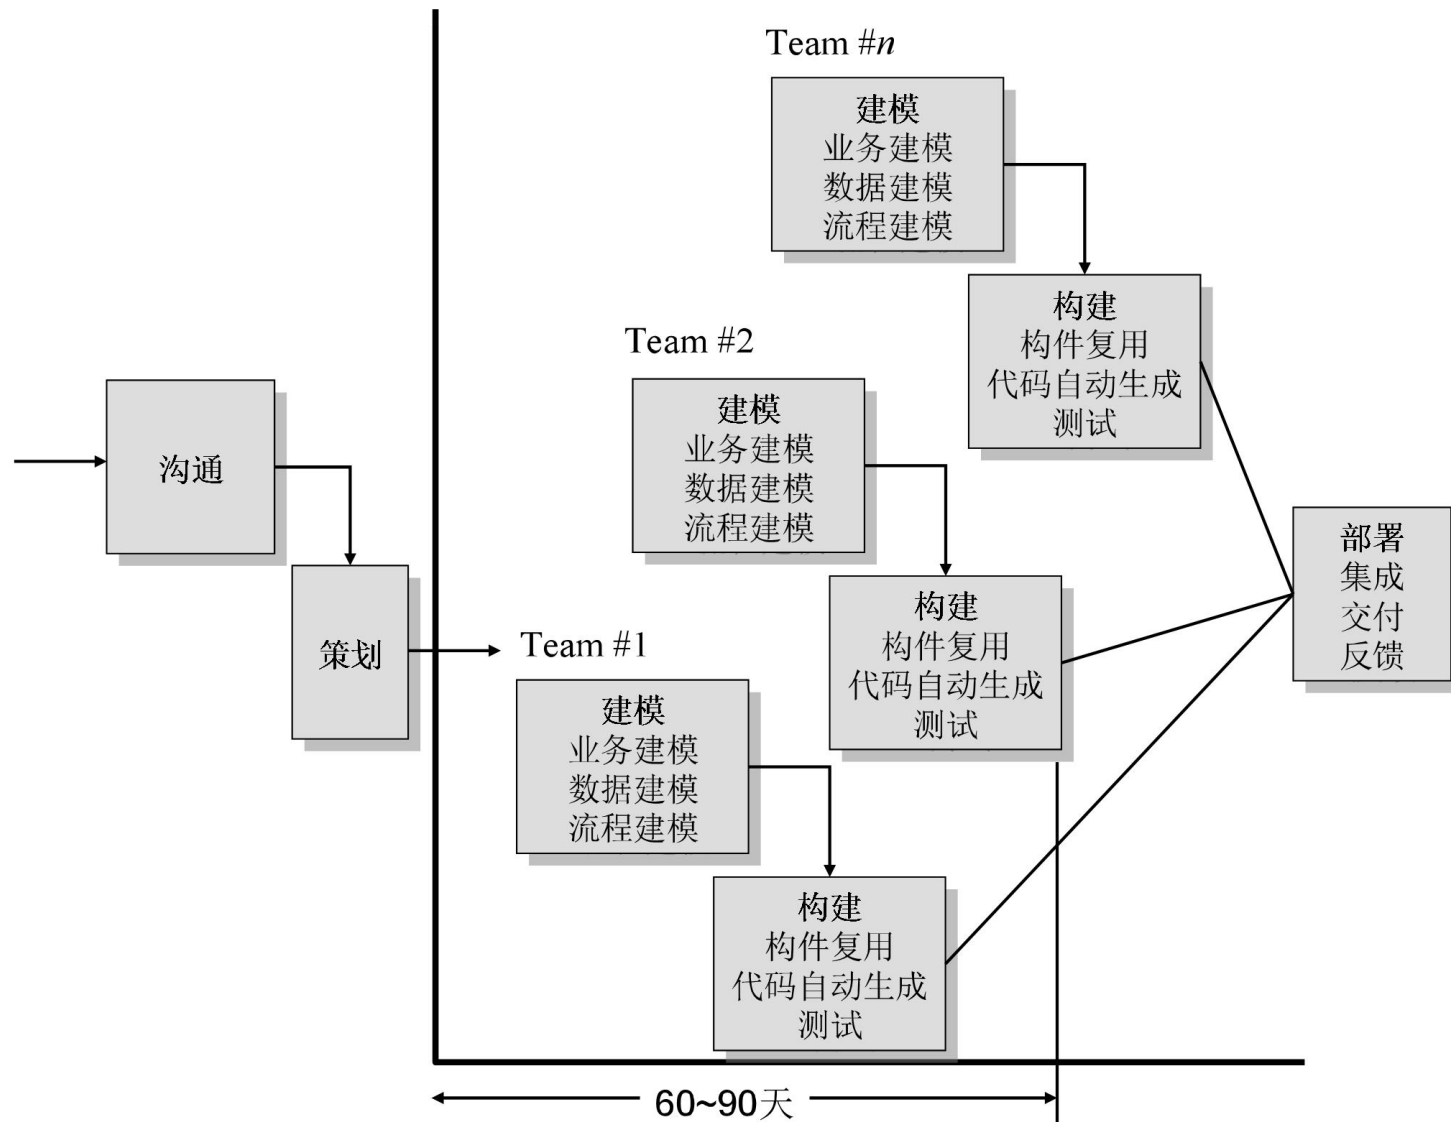 沟通
策划
Team #n
建模
业务建模
数据建模
流程建模
构建
构件复用
代码自动生成
测试
Team #2
建模
业务建模
数据建模
流程建模
构建
构件复用
代码自动生成
测试
Team #1
建模
业务建模
数据建模
流程建模
构建
构件复用
代码自动生成
测试
部署
集成
交付
反馈
60~90天